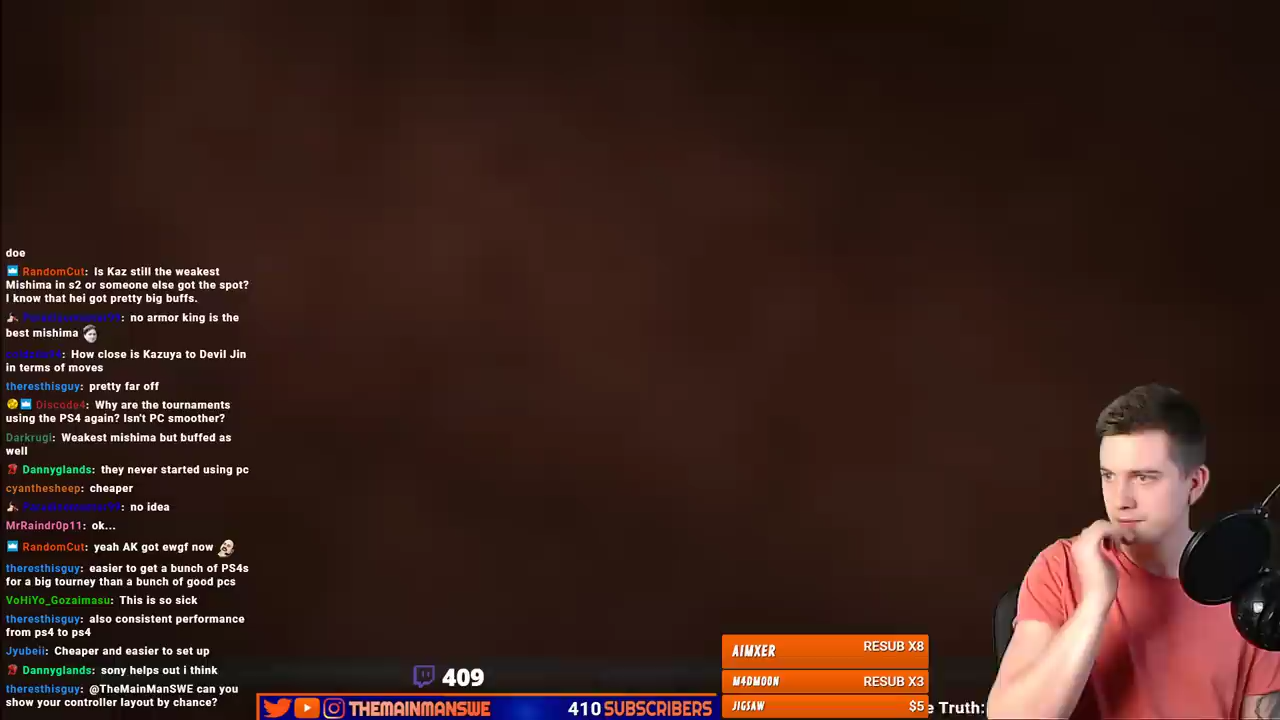 doe
RandomCut: Is Kaz still the weakest
Mishima in s2 or someone else got the spot?
I know that hei got pretty big buffs.
: no armor king is the
best mishima
: How close is Kazuya to Devil Jin
in terms of moves
theresthisguy: pretty far off
Discode4: Why are the tournaments
using the PS4 again? Isn't PC smoother?
Darkrugi: Weakest mishima but buffed as
well
Dannyglands: they never started using pc
cyanthesheep: cheaper
: no idea
MrRaindr0p11: ok...
RandomCut: yeah AK got ewgf now
theresthisguy: easier to get a bunch of PS4s
for a big tourney than a bunch of good pcs
VoHiYo_Gozaimasu: This is so sick
theresthisguy: also consistent performance
from ps4 to ps4
Jyubeii: Cheaper and easier to set up
Dannyglands: sony helps out i think
theresthisguy: @TheMainManSWE can you
show your controller layout by chance?
409
THEMAINMANSWE 410 SUBSCRIBERS
AIMXER RESUB X8
M4DMOON RESUB X3
JIGSAW $5
e Truth: